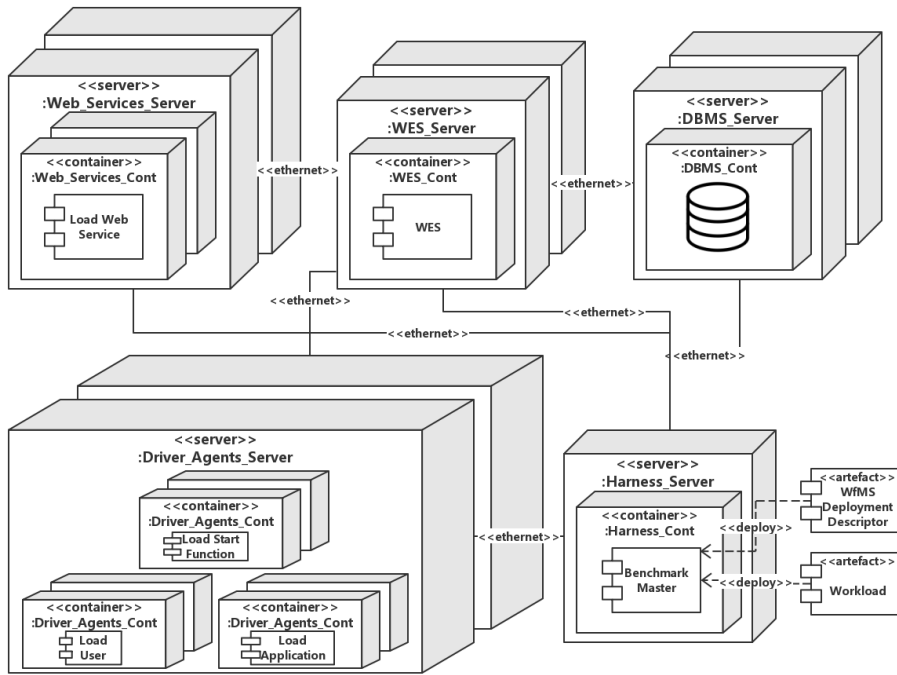 <<server>>
:Web_Services_Server
<<container>>
:Web_Services_Cont
Load Web
Service
<<ethernet>>
<<server>>
:WES_Server
<<container>>
:WES_Cont
WES
<<ethernet>>
<<server>>
:DBMS_Server
<<container>>
:DBMS_Cont
<<ethernet>>
<<ethernet>>
<<ethernet>>
<<ethernet>>
<<server>>
:Driver_Agents_Server
<<container>>
:Driver_Agents_Cont
Load Start
Function
<<container>>
:Driver_Agents_Cont
Load
User
<<container>>
:Driver_Agents_Cont
Load
Application
<<ethernet>>
<<server>>
:Harness_Server
<<container>>
:Harness_Cont
Benchmark
Master
<<deploy>>
<<deploy>>
<<artefact>>
WfMS
Deployment
Descriptor
<<artefact>>
Workload